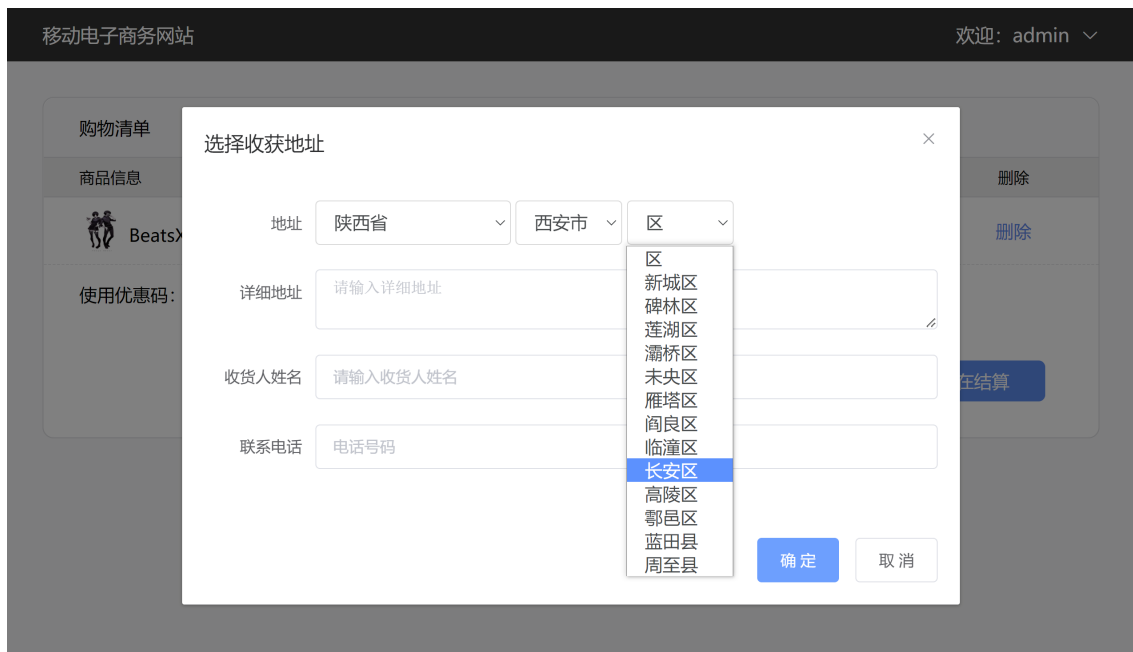 移动电子商务网站
欢迎：admin
购物清单
选择收获地址
商品信息
删除
地址
陕西省
西安市
区
BeatsX
删除
区
新城区
碑林区
莲湖区
灞桥区
未央区
雁塔区
阎良区
临潼区
长安区
高陵区
鄠邑区
蓝田县
周至县
详细地址
请输入详细地址
使用优惠码：
收货人姓名
请输入收货人姓名
在结算
联系电话
电话号码
确定
取消